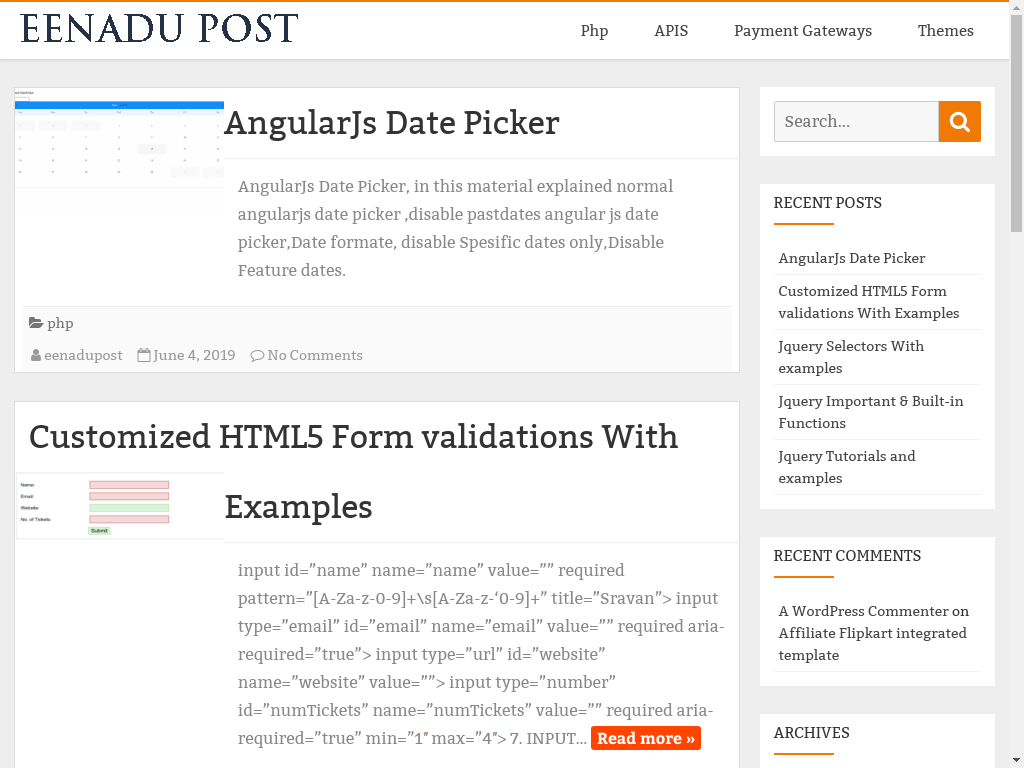 EENADU POST
Php
APIS
Payment Gateways
Themes
AngularJs Date Picker
AngularJs Date Picker, in this material explained normal
angularjs date picker ,disable pastdates angular js date
picker,Date formate, disable Spesific dates only,Disable
Feature dates.
php
eenadupost June 4, 2019 No Comments
Customized HTML5 Form validations With
Examples
Name:
Email:
Website:
No. of Tickets:
Submit
input id=”name” name=”name” value=”” required
pattern=”[A-Za-z-0-9]+\s[A-Za-z-‘0-9]+” title=”Sravan”> input
type=”email” id=”email” name=”email” value=”” required aria-
required=”true”> input type=”url” id=”website”
name=”website” value=””> input type=”number”
id=”numTickets” name=”numTickets” value=”” required aria-
required=”true” min=”1″ max=”4″> 7. INPUT... Read more »
Search...
RECENT POSTS
AngularJs Date Picker
Customized HTML5 Form
validations With Examples
Jquery Selectors With
examples
Jquery Important & Built-in
Functions
Jquery Tutorials and
examples
RECENT COMMENTS
A WordPress Commenter on
Affiliate Flipkart integrated
template
ARCHIVES